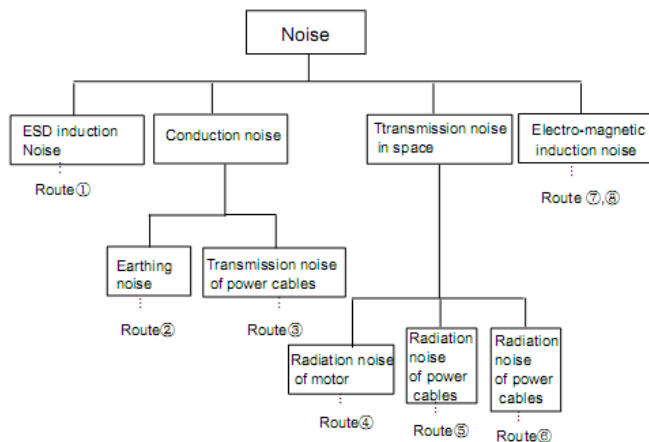 Noise
ESD induction
Noise
Conduction noise
Ttransmission noise
in space
Electro-magnetic
induction noise
Route①
Route ⑦,⑧
Earthing
noise
Transmission noise
of power cables
Route②
Route③
Radiation noise
of motor
Radiation
noise
of power
cables
Radiation
noise
of power
cables
Route④
Route⑤
Route⑥